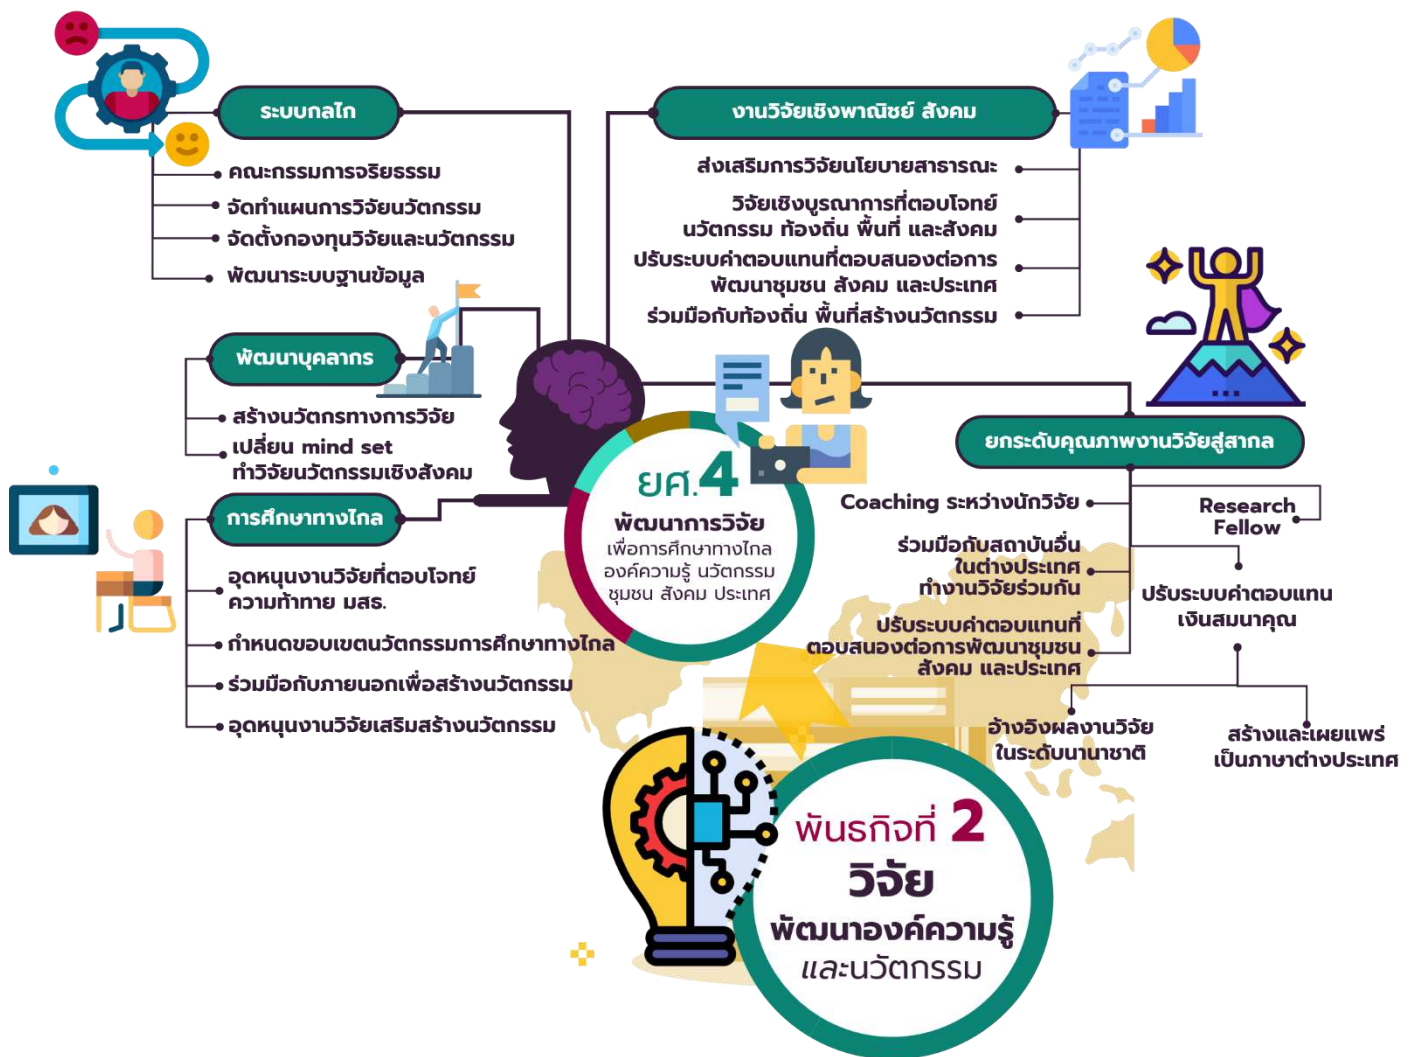 ระบบกลไก
คณะกรรมการจริยธรรม
จัดทำแผนการวิจัยนวัตกรรม
จัดตั้งกองทุนวิจัยและนวัตกรรม
พัฒนาระบบฐานข้อมูล
พัฒนาบุคลากร
สร้างนวัตกรทางการวิจัย
เปลี่ยน mind set
ทำวิจัยนวัตกรรมเชิงสังคม
การศึกษาทางไกล
อุดหนุนงานวิจัยที่ตอบโจทย์
ความท้าทาย มสธ.
กำหนดขอบเขตนวัตกรรมการศึกษาทางไกล
ร่วมมือกับภายนอกเพื่อสร้างนวัตกรรม
อุดหนุนงานวิจัยเสริมสร้างนวัตกรรม
งานวิจัยเชิงพาณิชย์ สังคม
ส่งเสริมการวิจัยนโยบายสาธารณะ
วิจัยเชิงบูรณาการที่ตอบโจทย์
นวัตกรรม ท้องถิ่น พื้นที่ และสังคม
ปรับระบบค่าตอบแทนที่ตอบสนองต่อการ
พัฒนาชุมชน สังคม และประเทศ
ร่วมมือกับท้องถิ่น พื้นที่สร้างนวัตกรรม
ยกระดับคุณภาพงานวิจัยสู่สากล
Coaching ระหว่างนักวิจัย
ร่วมมือกับสถาบันอื่น
ในต่างประเทศ
ทำงานวิจัยร่วมกัน
ปรับระบบค่าตอบแทนที่
ตอบสนองต่อการพัฒนาชุมชน
สังคม และประเทศ
Research
Fellow
ปรับระบบค่าตอบแทน
เงินสมนาคุณ
อ้างอิงผลงานวิจัย
ในระดับนานาชาติ
สร้างและเผยแพร่
เป็นภาษาต่างประเทศ
ยศ.4
พัฒนาการวิจัย
เพื่อการศึกษาทางไกล
องค์ความรู้ นวัตกรรม
ชุมชน สังคม ประเทศ
พันธกิจที่ 2
วิจัย
พัฒนาองค์ความรู้
และนวัตกรรม